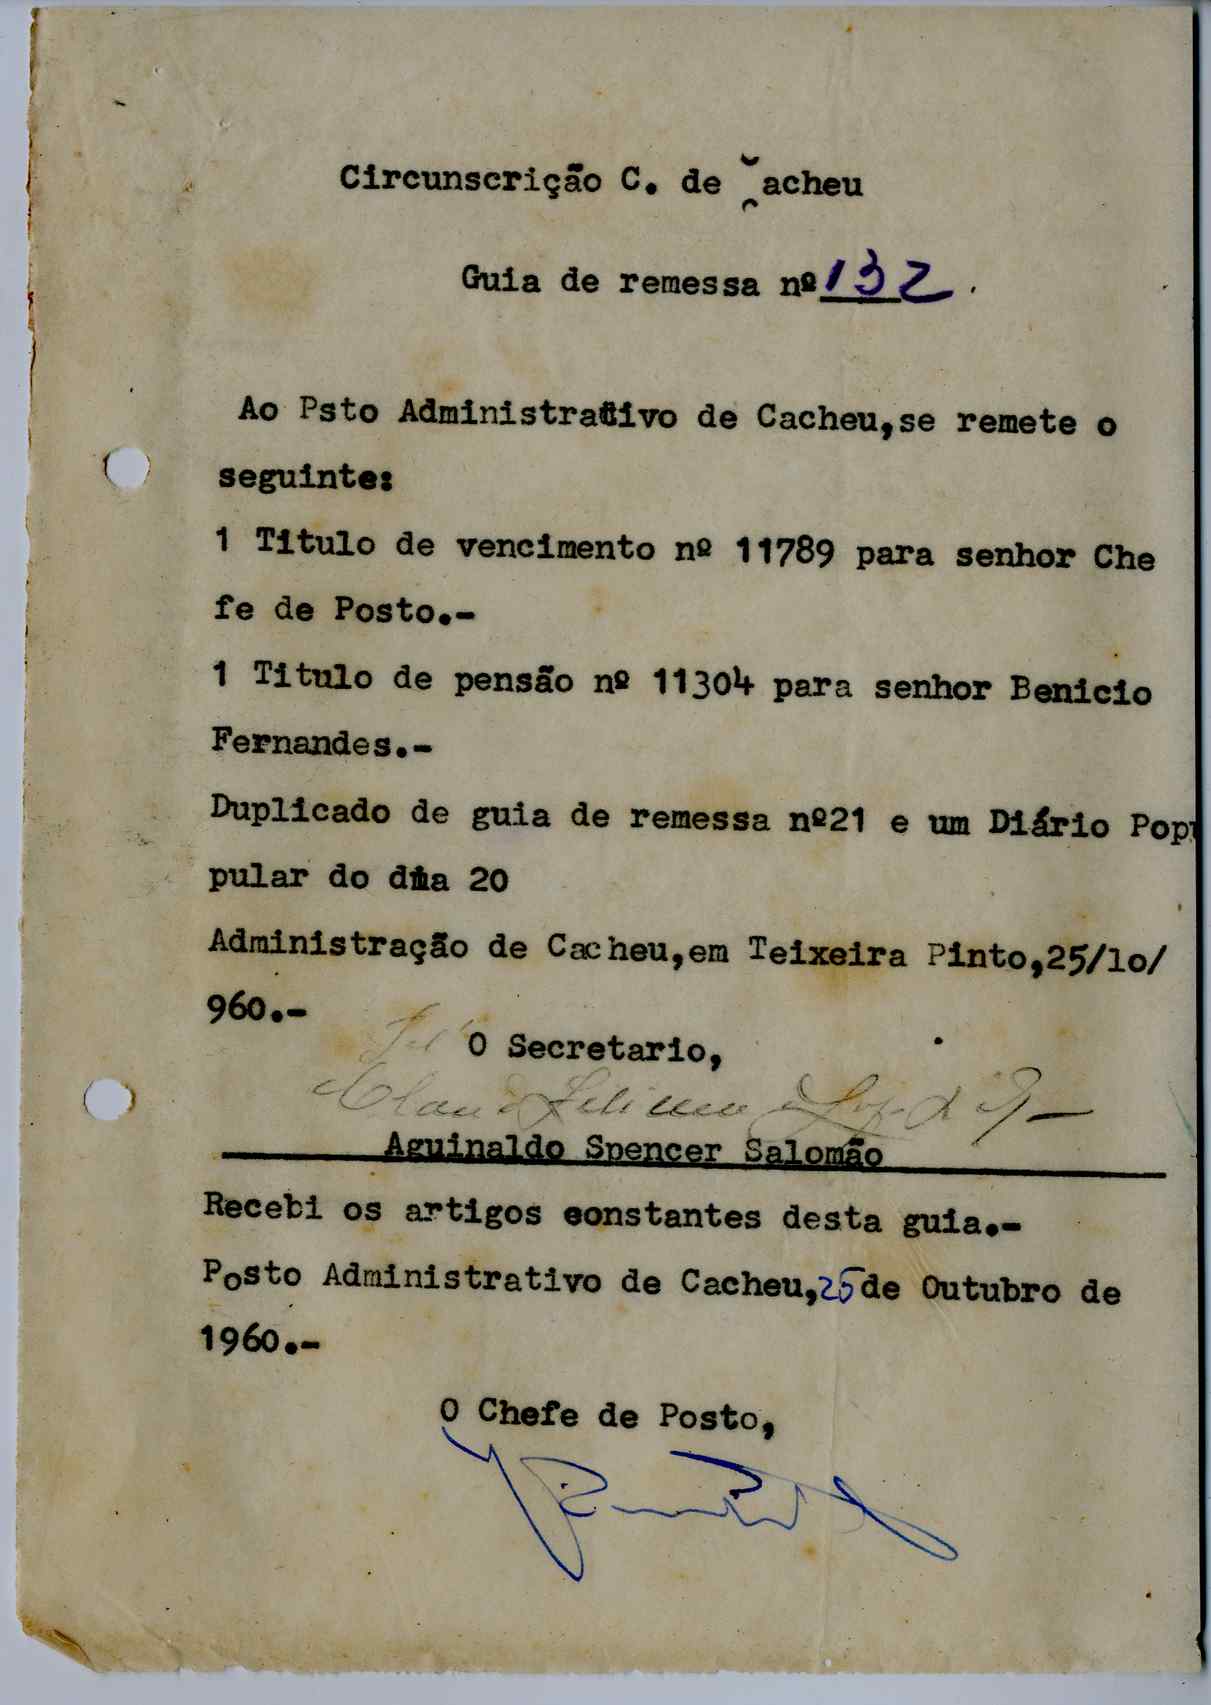 Circunscrição C. de Cacheu
Guia de remessa nº 132.
Ao Psto Administrativo de Cacheu,se remete o
seguinte:
1 Titulo de vencimento nº 11789 para senhor Che
fe de Posto.-
1 Titulo de pensão nº 11304 para senhor Benicio
Fernandes.-
Duplicado de guia de remessa nº21 e um Diário Pop
pular do dia 20
Administração de Cacheu,em Teixeira Pinto,25/lo/
960.-
O Secretario,
Aguinaldo Spencer Salomão
Recebi os artigos constantes desta guia.-
Posto Administrativo de Cacheu,25 de Outubro de
1960.-
O Chefe de Posto,